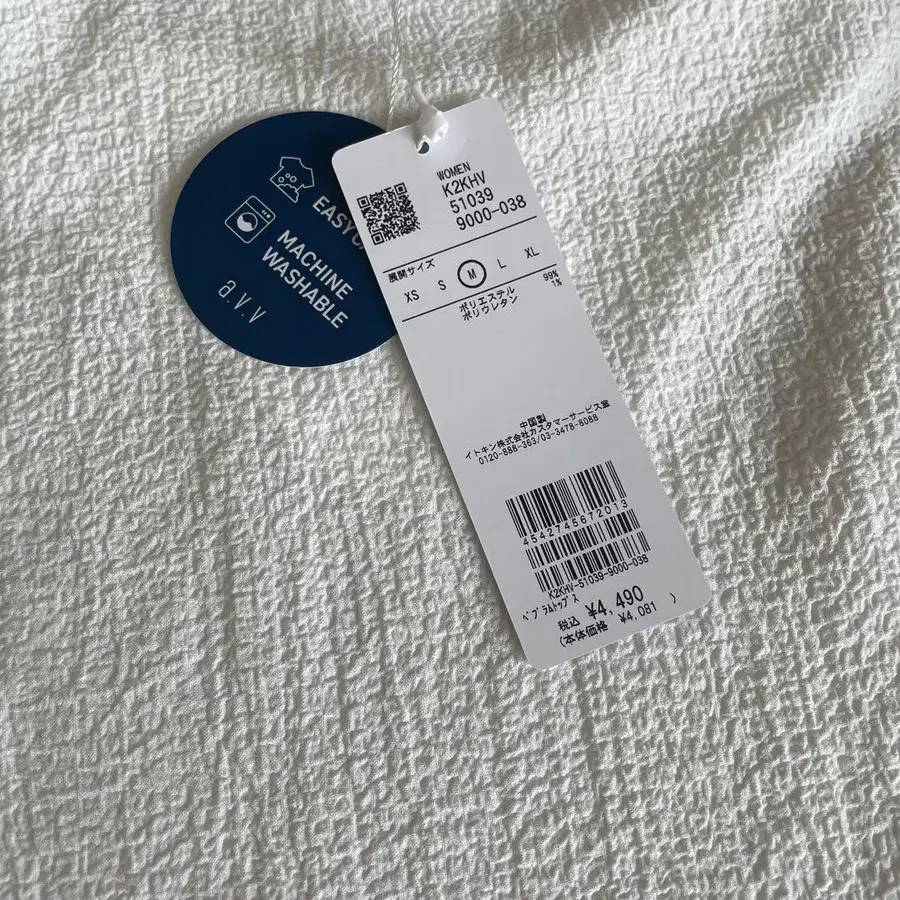 EASY
MACHINE
WASHABLE
a.v.v
WOMEN
K2KHV
51039
9000-038
展開サイズ
XS S M L XL
ポリエステル 99%
ポリウレタン 1%
中国製
イトキン株式会社カスタマーサービス室
0120-888-363/03-3478-8088
4542745672013
K2KHV-51039-9000-038
ペプラムトップス
税込 ¥4,490
(本体価格 ¥4,081 )